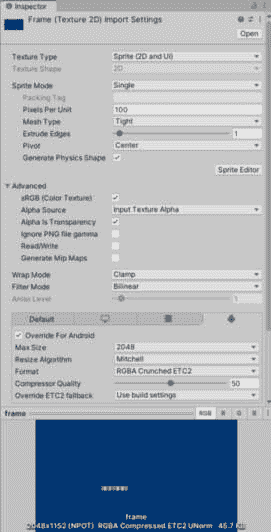 Inspector
Frame (Texture 2D) Import Settings
Open
Texture Type Sprite (2D and UI)
Texture Shape 2D
Sprite Mode Single
Packing Tag
Pixels Per Unit 100
Mesh Type Tight
Extrude Edges 1
Pivot Center
Generate Physics Shape
Sprite Editor
Advanced
sRGB (Color Texture)
Alpha Source Input Texture Alpha
Alpha Is Transparency
Ignore PNG file gamma
Read/Write
Generate Mip Maps
Wrap Mode Clamp
Filter Mode Bilinear
Aniso Level 1
Default
Override For Android
Max Size 2048
Resize Algorithm Mitchell
Format RGBA Crunched ETC2
Compressor Quality 50
Override ETC2 fallback Use build settings
frame RGB R G B
frame
2048x1152 (NPOT) RGBA Compressed ETC2 UNorm 45.7 KB